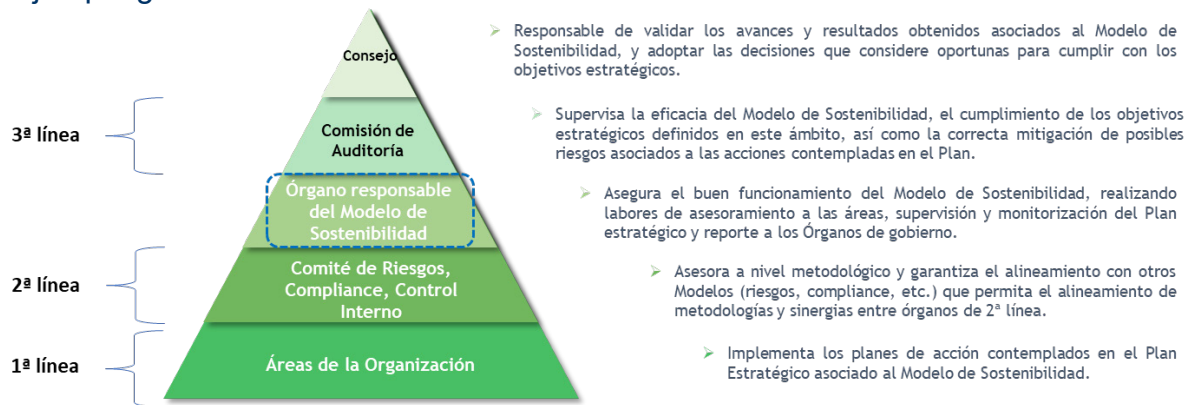 Consejo
Responsable de validar los avances y resultados obtenidos asociados al Modelo de
Sostenibilidad, y adoptar las decisiones que considere oportunas para cumplir con los
objetivos estratégicos.
3ª línea
Comisión de
Auditoría
Supervisa la eficacia del Modelo de Sostenibilidad, el cumplimiento de los objetivos
estratégicos definidos en este ámbito, así como la correcta mitigación de posibles
riesgos asociados a las acciones contempladas en el Plan.
Órgano responsable
del Modelo de
Sostenibilidad
Asegura el buen funcionamiento del Modelo de Sostenibilidad, realizando
labores de asesoramiento a las áreas, supervisión y monitorización del Plan
estratégico y reporte a los Órganos de gobierno.
2ª línea
Comité de Riesgos,
Compliance, Control
Interno
Asesora a nivel metodológico y garantiza el alineamiento con otros
Modelos (riesgos, compliance, etc.) que permita el alineamiento de
metodologías y sinergias entre órganos de 2ª línea.
1ª línea
Áreas de la Organización
Implementa los planes de acción contemplados en el Plan
Estratégico asociado al Modelo de Sostenibilidad.